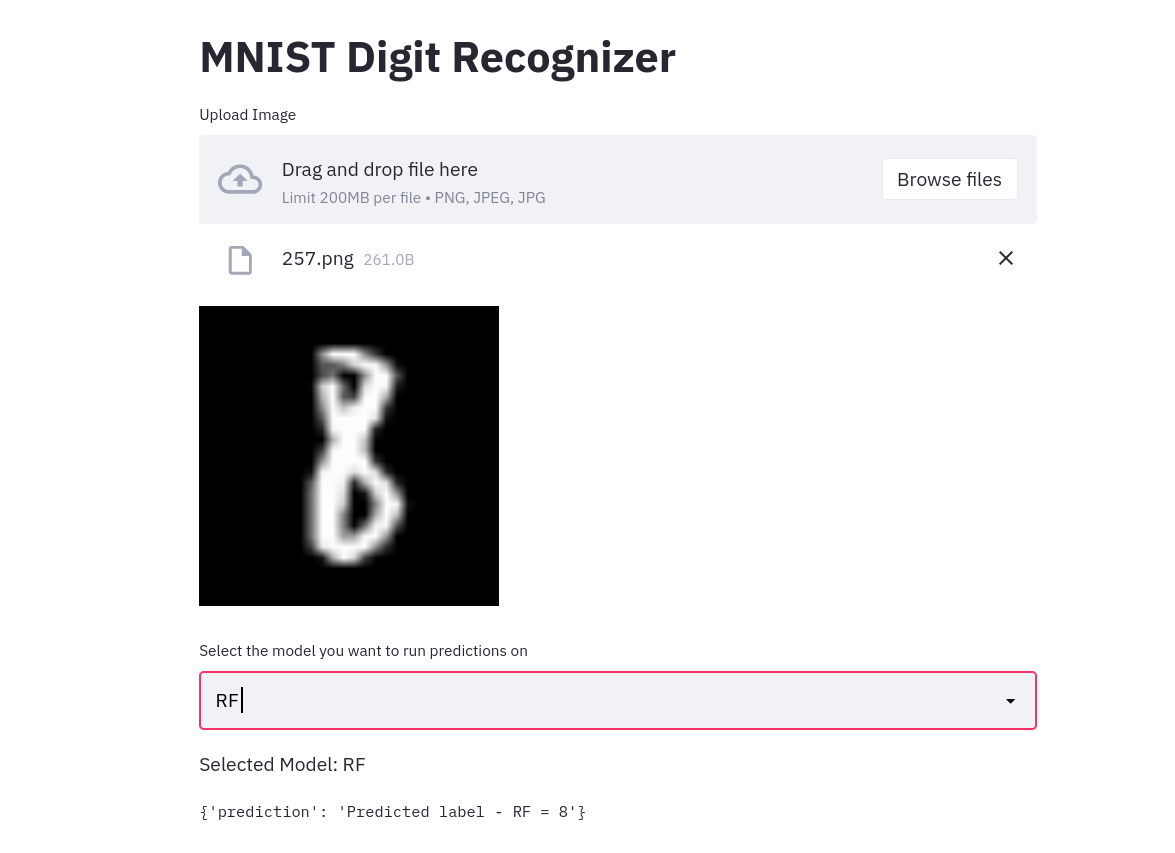 MNIST Digit Recognizer
Upload Image
Drag and drop file here
Browse files
Limit 200MB per file • PNG, JPEG, JPG
257.png 261.0B
8
Select the model you want to run predictions on
RF
Selected Model: RF
{'prediction': 'Predicted label - RF = 8'}